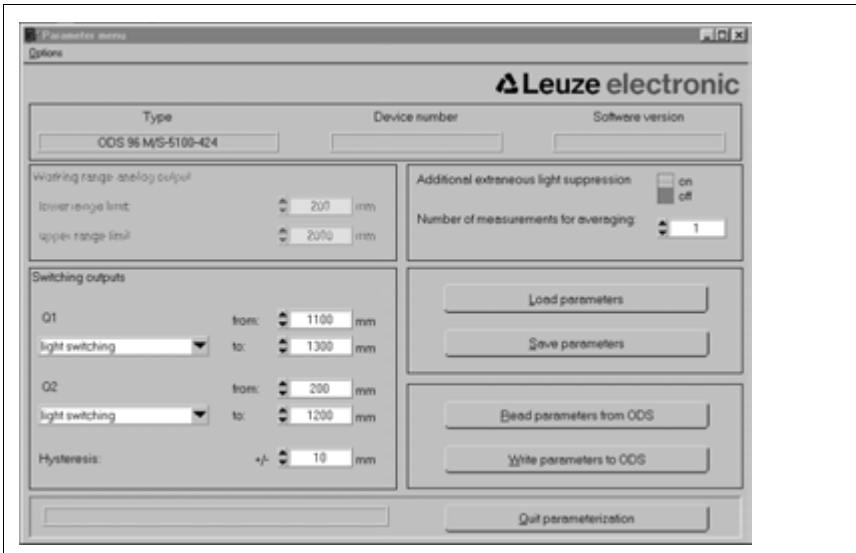 Parameter menu
Options
Leuze electronic
Type
Device number
Software version
ODS 96 M/S-5100-424
Working range analog output
lower range limit:
200 mm
upper range limit
2000 mm
Additional extraneous light suppression
on
off
Number of measurements for averaging:
1
Switching outputs
Q1
from: 1100 mm
light switching
to: 1300 mm
Q2
from: 200 mm
light switching
to: 1200 mm
Hysteresis:
+/- 10 mm
Load parameters
Save parameters
Read parameters from ODS
Write parameters to ODS
Quit parameterization